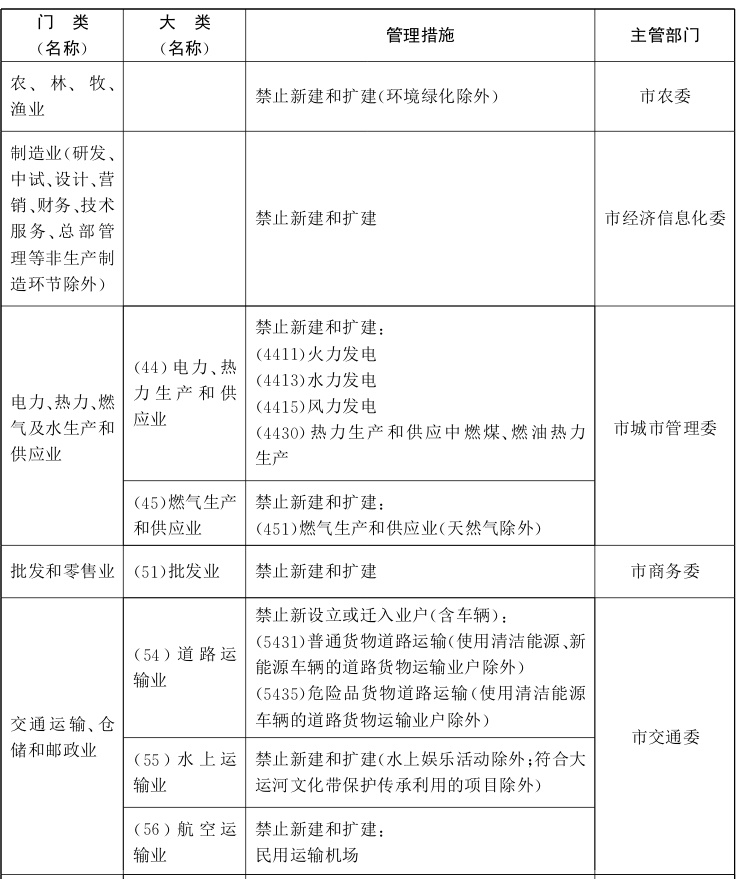 门 类
（名称）
大 类
（名称）
管理措施
主管部门
农、林、牧、
渔业
禁止新建和扩建(环境绿化除外)
市农委
制造业(研发、
中试、设计、营
销、财务、技术
服务、总部管
理等非生产制
造环节除外)
禁止新建和扩建
市经济信息化委
电力、热力、燃
气及水生产和
供应业
(44)电力、热
力生产和供
应业
禁止新建和扩建：
(4411)火力发电
(4413)水力发电
(4415)风力发电
(4430)热力生产和供应中燃煤、燃油热力
生产
市城市管理委
(45)燃气生产
和供应业
禁止新建和扩建：
(451)燃气生产和供应业(天然气除外)
批发和零售业
(51)批发业
禁止新建和扩建
市商务委
交通运输、仓
储和邮政业
(54)道路运
输业
禁止新设立或迁入业户(含车辆)：
(5431)普通货物道路运输(使用清洁能源、新
能源车辆的道路货物运输业户除外)
(5435)危险品货物道路运输(使用清洁能源
车辆的道路货物运输业户除外)
市交通委
(55)水上运
输业
禁止新建和扩建(水上娱乐活动除外；符合大
运河文化带保护传承利用的项目除外)
(56)航空运
输业
禁止新建和扩建：
民用运输机场